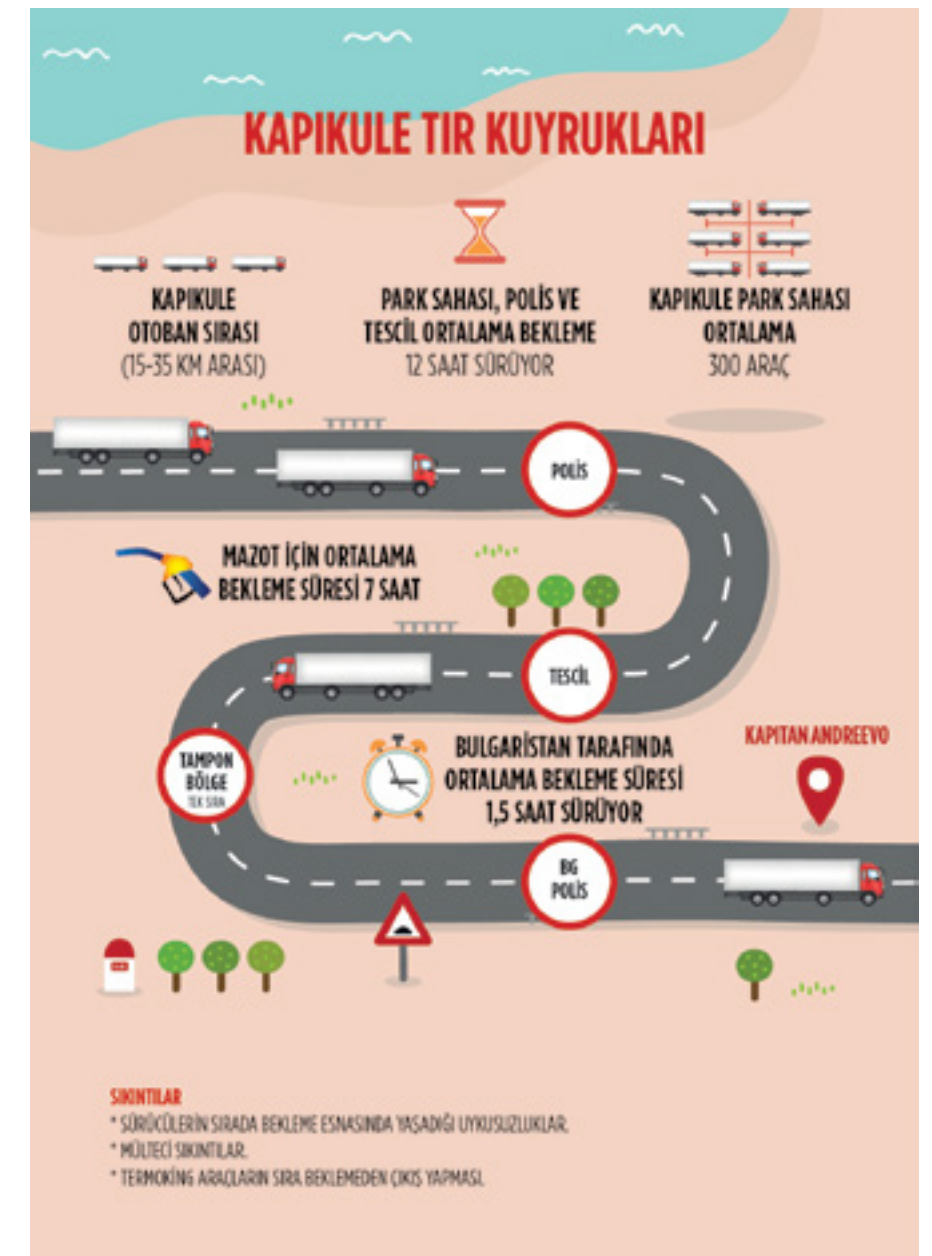 KAPIKULE TIR KUYRUKLARI
KAPIKULE
OTOBAN SIRASI
(15-35 KM ARASI)
PARK SAHASI, POLİS VE
TESCİL ORTALAMA BEKLEME
12 SAAT SÜRÜYOR
KAPIKULE PARK SAHASI
ORTALAMA
300 ARAÇ
POLİS
MAZOT İÇİN ORTALAMA
BEKLEME SÜRESİ 7 SAAT
TESCİL
TAMPON
BÖLGE
TEK SIRA
BULGARİSTAN TARAFINDA
ORTALAMA BEKLEME SÜRESİ
1,5 SAAT SÜRÜYOR
KAPITAN ANDREEVO
BG
POLİS
SIKINTILAR
* SÜRÜCÜLERİN SIRADA BEKLEME ESNASINDA YAŞADIĞI UYKUSUZLUKLAR.
* MÜLTECİ SIKINTILAR.
* TERMOKİNG ARAÇLARIN SIRA BEKLEMEDEN ÇIKIŞ YAPMASI.